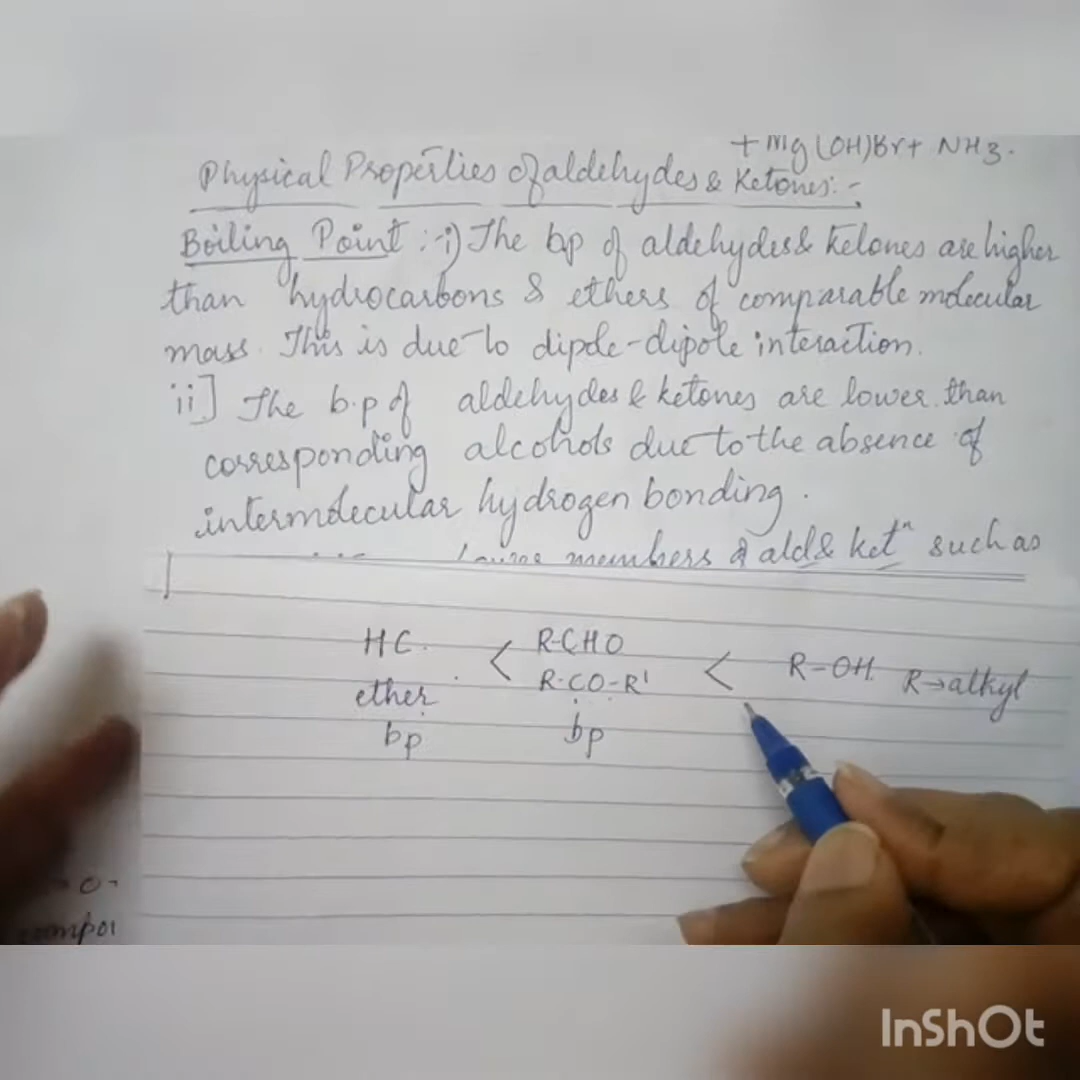 + Mg(OH)Br + NH3.
Physical Properties of aldehydes & Ketones:-
Boiling Point :- i) The bp of aldehydes & Ketones are higher
than hydrocarbons & ethers of comparable molecular
mass. This is due to dipole-dipole interaction.
ii] The b.p of aldehydes & ketones are lower than
corresponding alcohols due to the absence of
intermolecular hydrogen bonding.
members of ald & ketn such as
HC. < R-CHO < R-OH R→alkyl
ether R-CO-R'
bp bp
InShOt